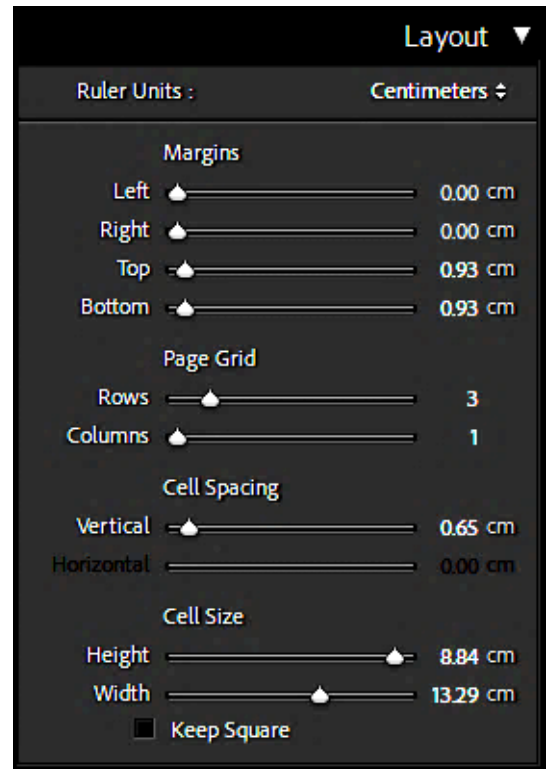 Layout
Ruler Units : Centimeters
Margins
Left 0.00 cm
Right 0.00 cm
Top 0.93 cm
Bottom 0.93 cm
Page Grid
Rows 3
Columns 1
Cell Spacing
Vertical 0.65 cm
Horizontal 0.00 cm
Cell Size
Height 8.84 cm
Width 13.29 cm
Keep Square